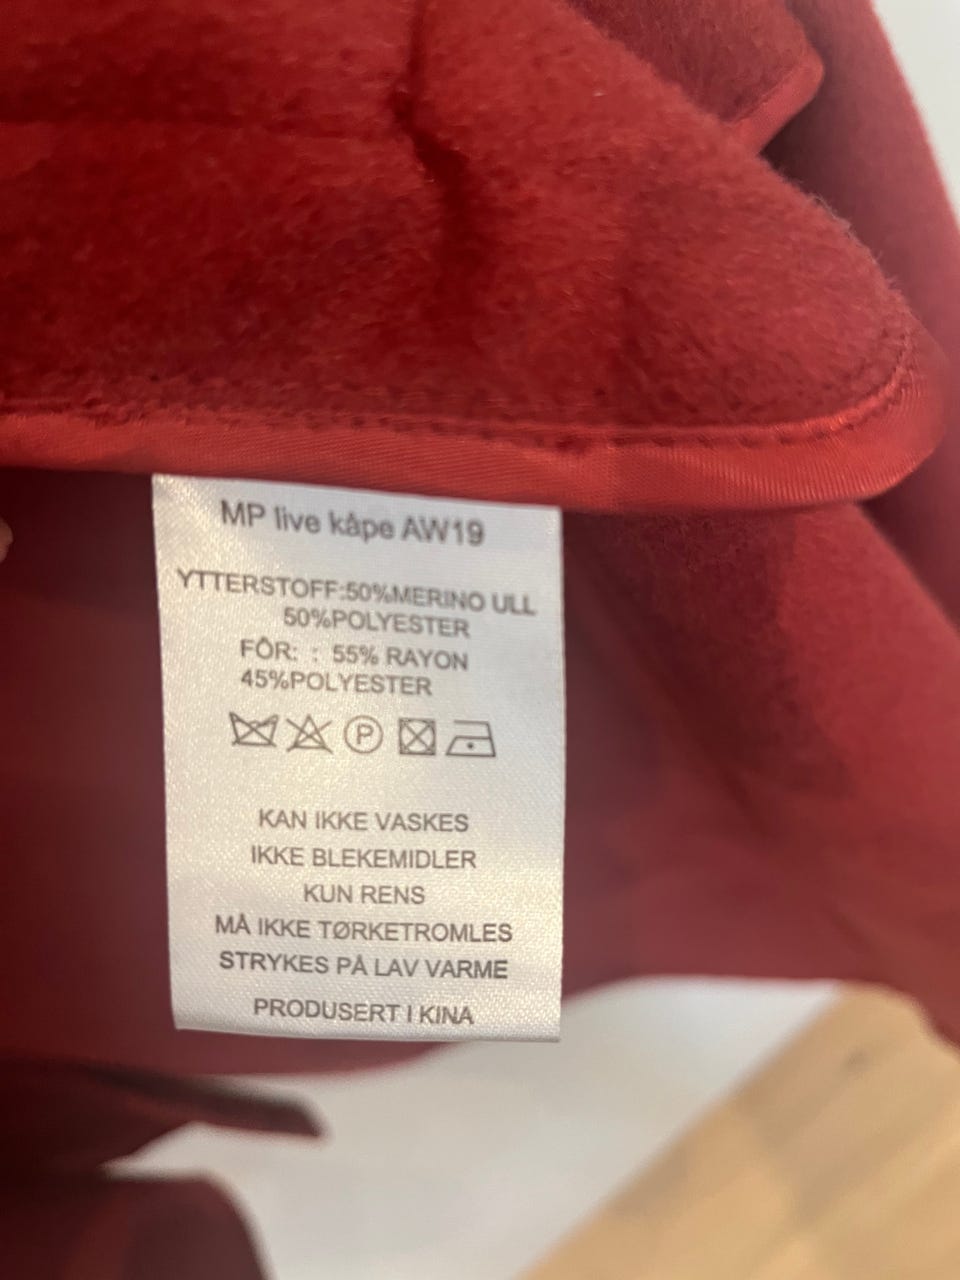 MP live kåpe AW19
YTTERSTOFF:50%MERINO ULL
50%POLYESTER
FÔR: : 55% RAYON
45%POLYESTER
P
KAN IKKE VASKES
IKKE BLEKEMIDLER
KUN RENS
MÅ IKKE TØRKETROMLES
STRYKES PÅ LAV VARME
PRODUSERT I KINA